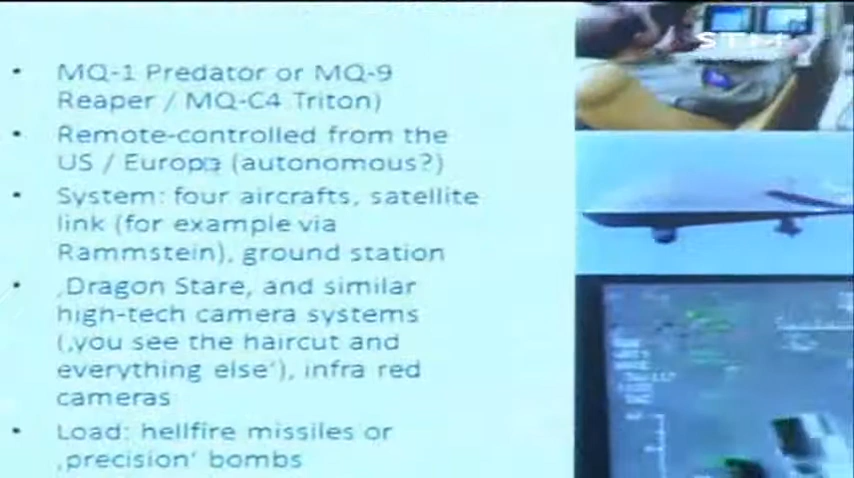 STM
• MQ-1 Predator or MQ-9
Reaper / MQ-C4 Triton)
• Remote-controlled from the
US / Europe (autonomous?)
• System: four aircrafts, satellite
link (for example via
Rammstein), ground station
• ‚Dragon Stare, and similar
high-tech camera systems
(‚you see the haircut and
everything else‘), infra red
cameras
• Load: hellfire missiles or
‚precision‘ bombs